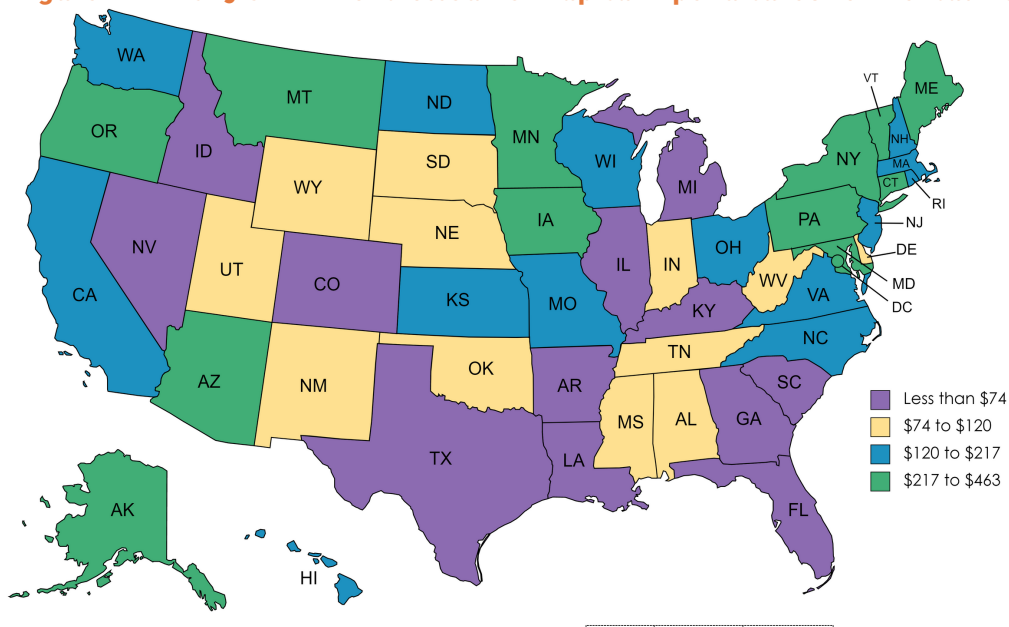 WA
MT
ND
MN
ME
VT
OR
ID
SD
WI
NH
NY
MA
WY
MI
CT
RI
IA
PA
NJ
NE
NV
UT
IL
IN
OH
DE
CO
WV
MD
CA
KS
MO
VA
DC
KY
NC
TN
AZ
NM
OK
AR
SC
MS
AL
GA
TX
LA
FL
AK
HI
Less than $74
$74 to $120
$120 to $217
$217 to $463